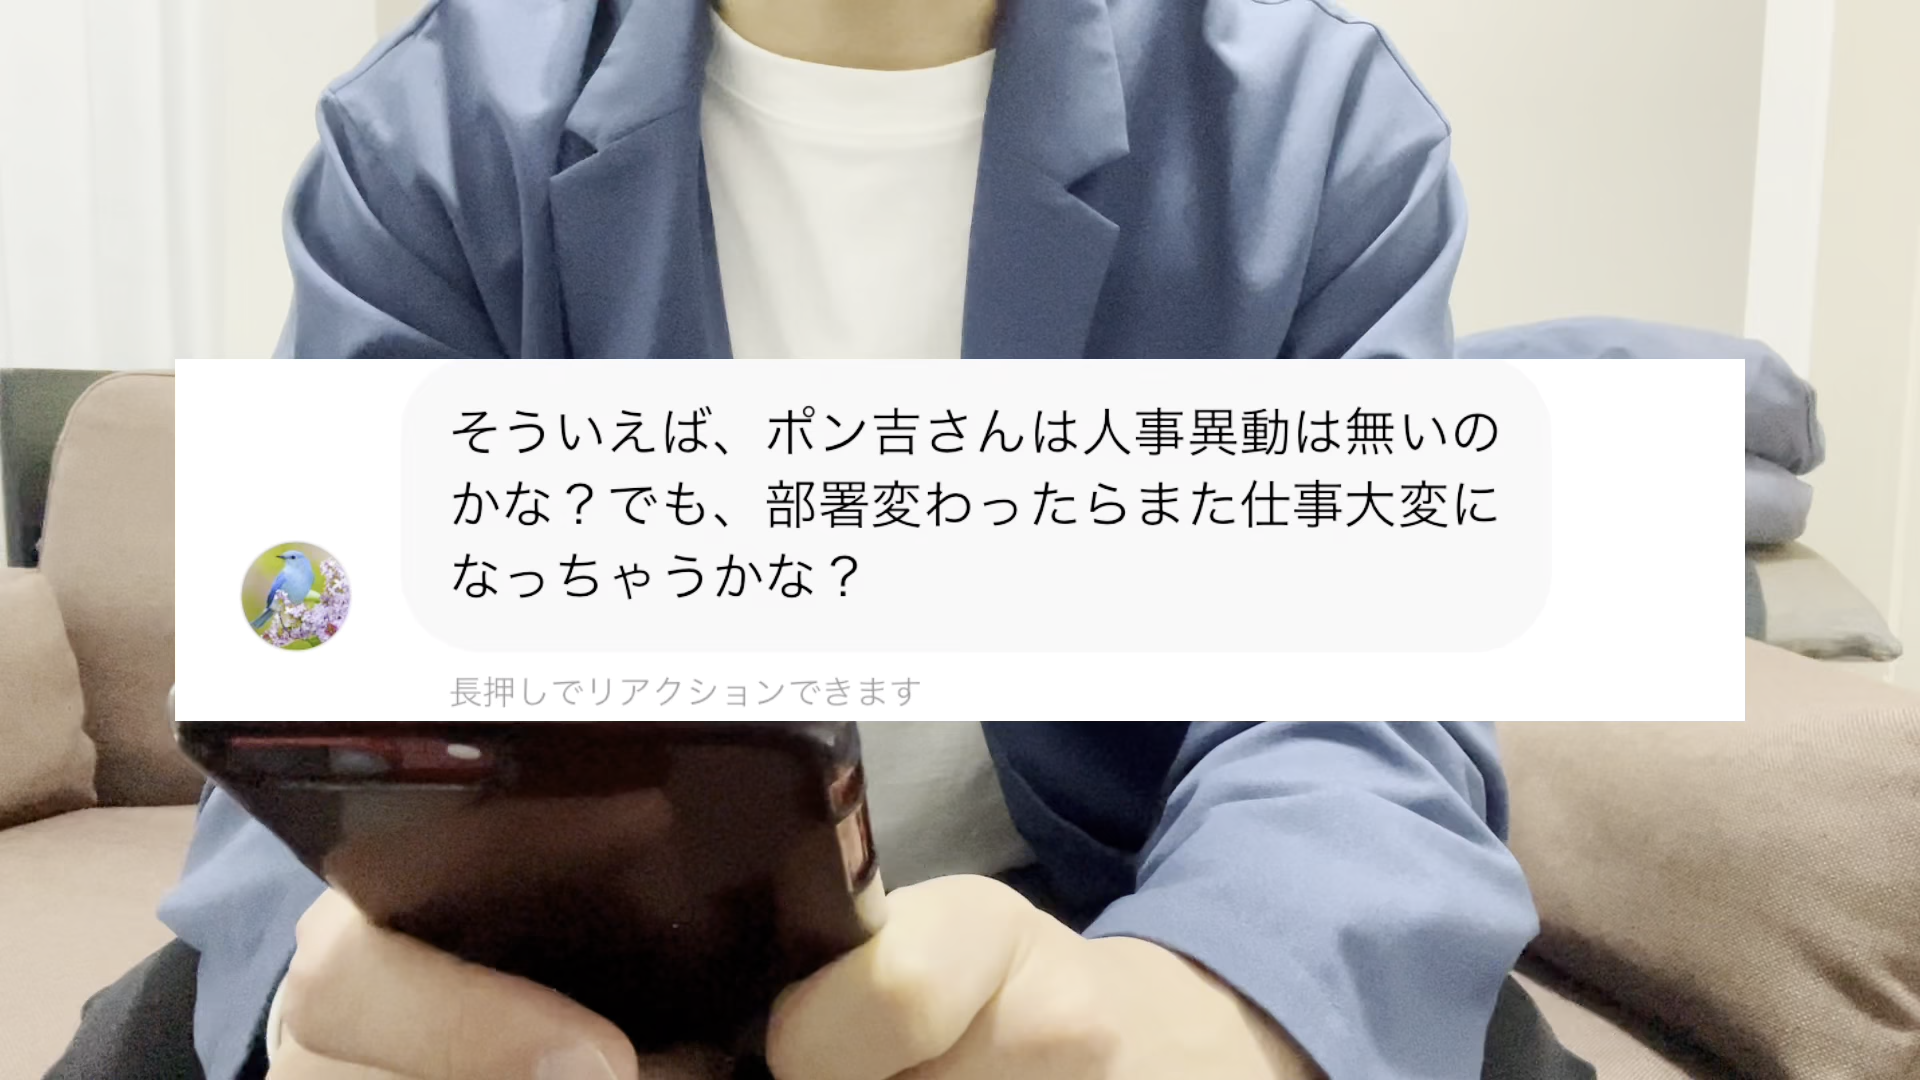 そういえば、ポン吉さんは人事異動は無いの
かな？でも、部署変わったらまた仕事大変に
なっちゃうかな？
長押しでリアクションできます